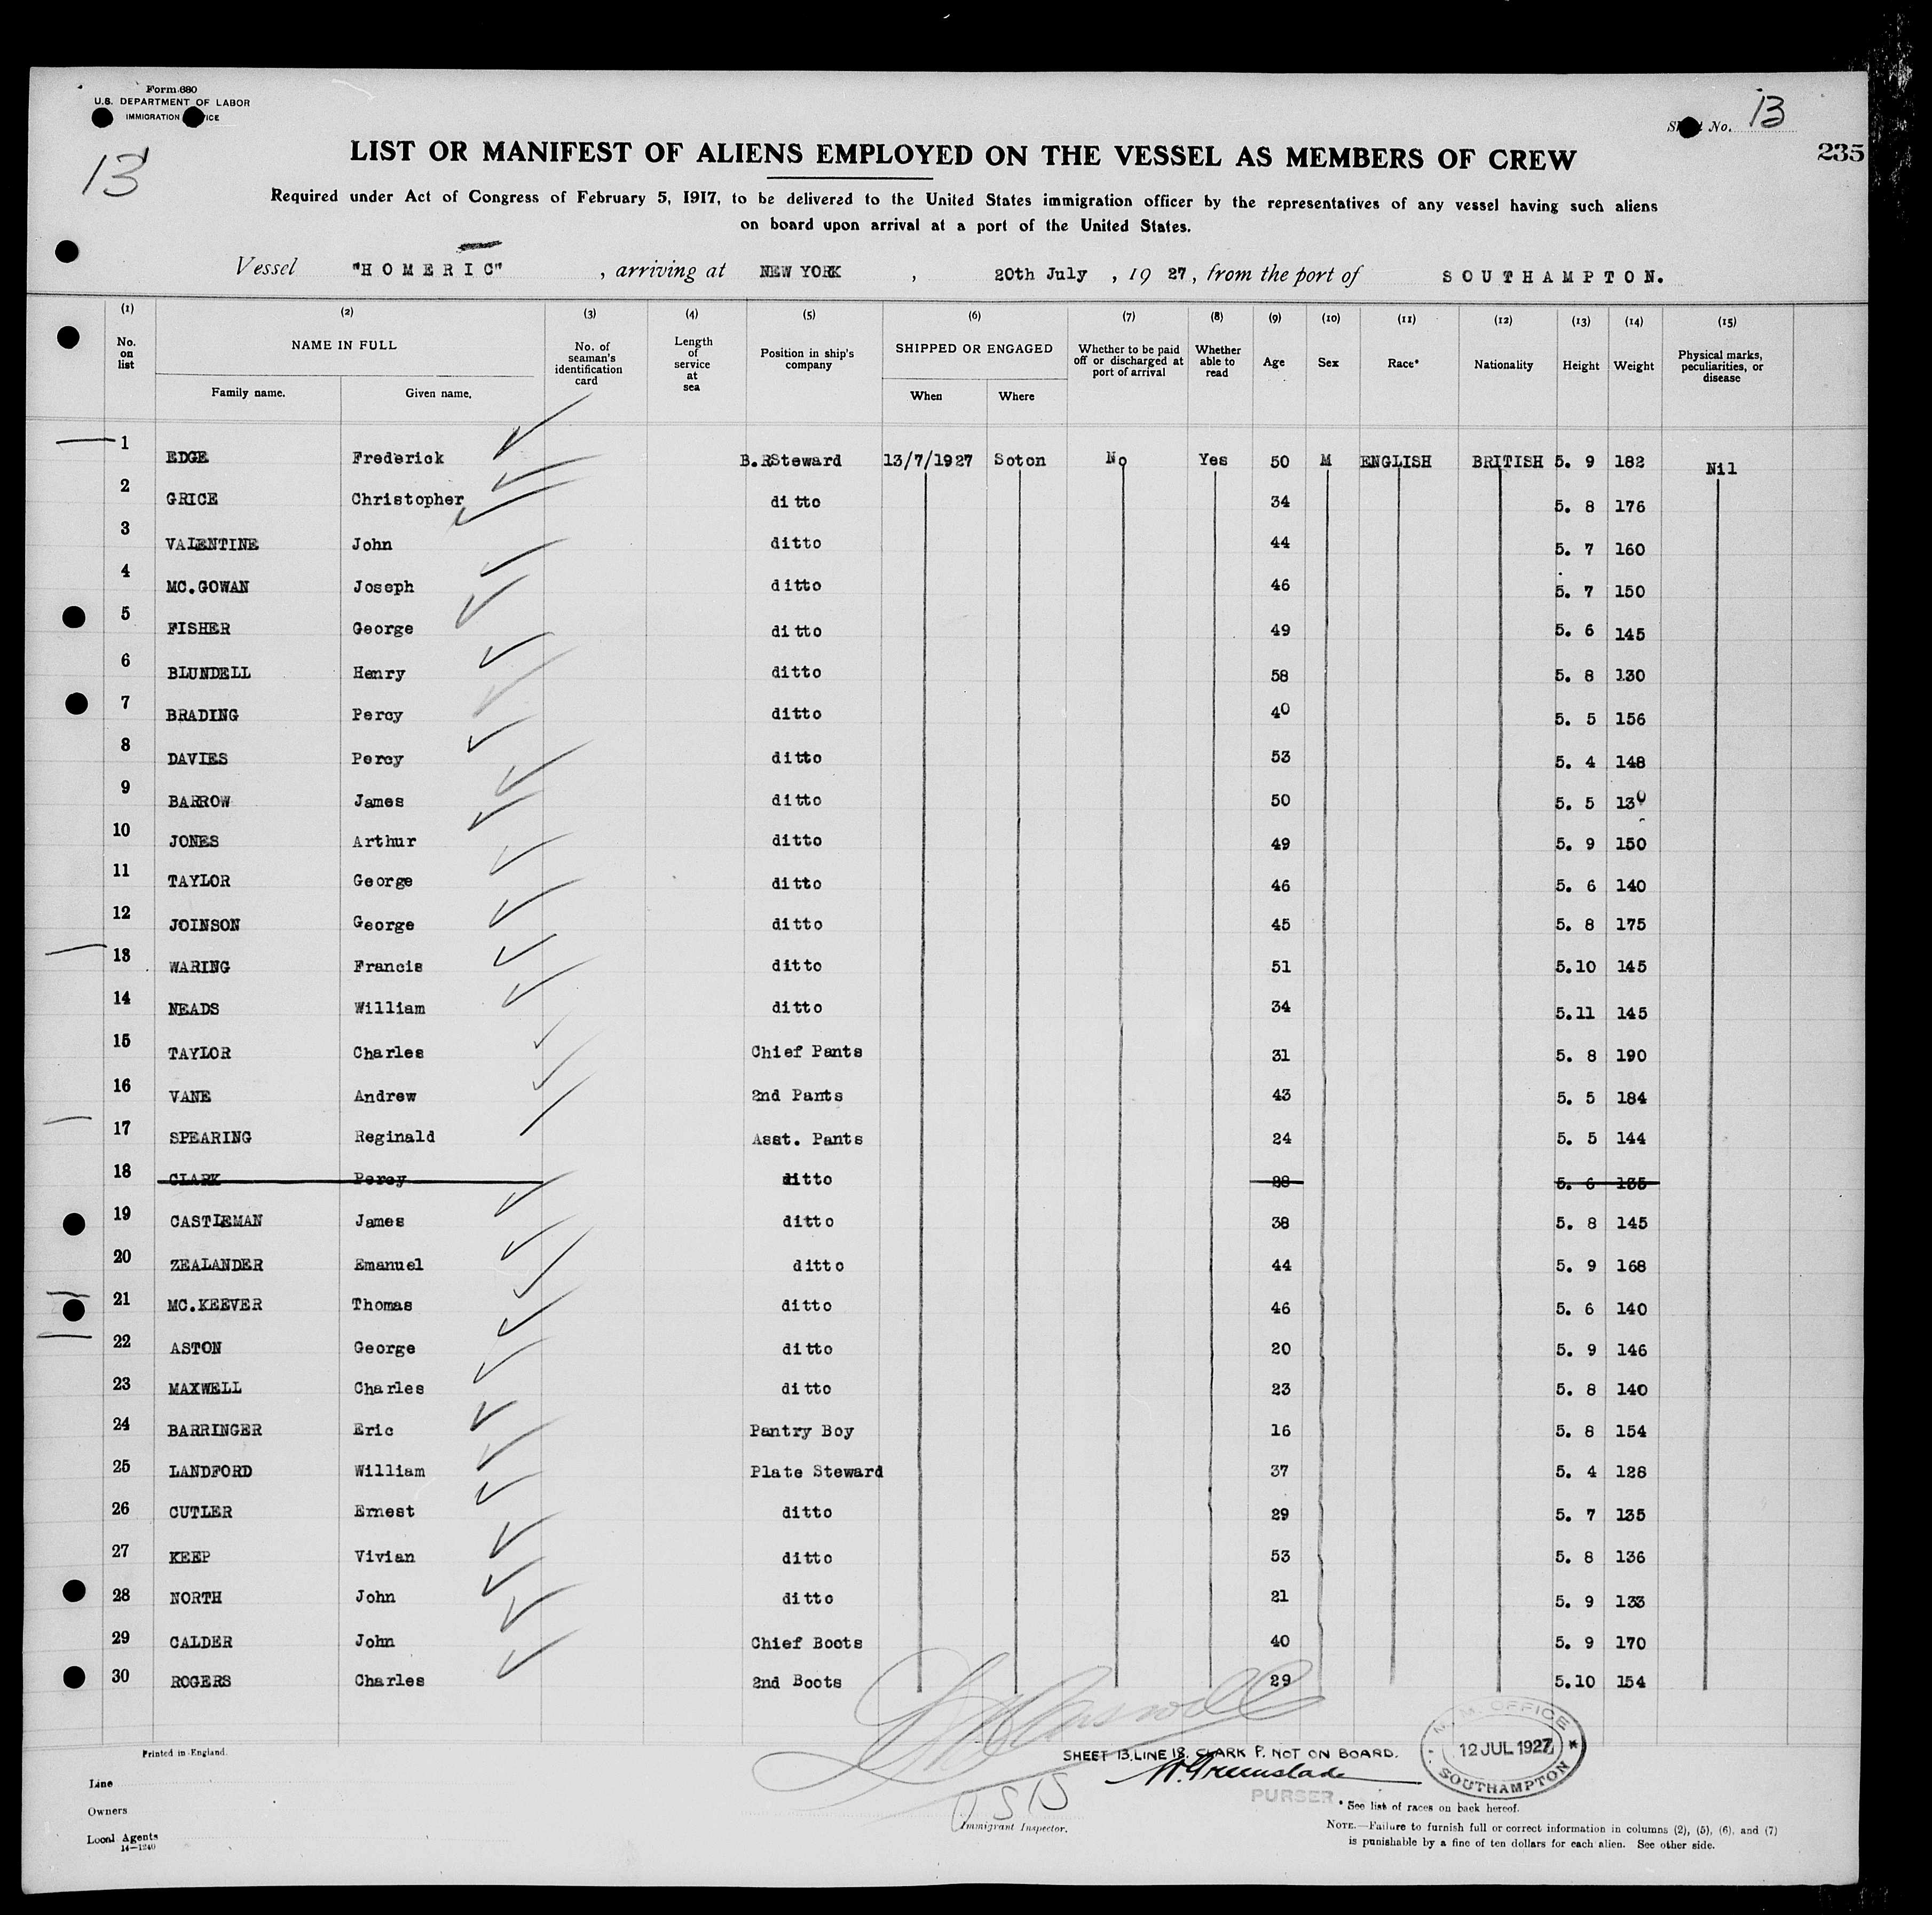 Form 680
U.S. DEPARTMENT OF LABOR
IMMIGRATION
13
Sheet No. 13
235
LIST OR MANIFEST OF ALIENS EMPLOYED ON THE VESSEL AS MEMBERS OF CREW
Required under Act of Congress of February 5, 1917, to be delivered to the United States immigration officer by the representatives of any vessel having such aliens
on board upon arrival at a port of the United States.
Vessel "HOMERIC", arriving at NEW YORK, 20th July, 1927, from the port of SOUTHAMPTON.
(1) (2) (3) (4) (5) (6) (7) (8) (9) (10) (11) (12) (13) (14) (15)
No. on list NAME IN FULL Family name. Given name. No. of seaman's identification card Length of service at sea Position in ship's company SHIPPED OR ENGAGED When Where Whether to be paid off or discharged at port of arrival Whether able to read Age Sex Race* Nationality Height Weight Physical marks, peculiarities, or disease
1 EDGE Frederick B.RSteward 13/7/1927 Soton No Yes 50 M ENGLISH BRITISH 5. 9 182 Nil
2 GRICE Christopher ditto 34 5. 8 176
3 VALENTINE John ditto 44 5. 7 160
4 MC.GOWAN Joseph ditto 46 5. 7 150
5 FISHER George ditto 49 5. 6 145
6 BLUNDELL Henry ditto 58 5. 8 130
7 BRADING Percy ditto 40 5. 5 156
8 DAVIES Percy ditto 53 5. 4 148
9 BARROW James ditto 50 5. 5 130
10 JONES Arthur ditto 49 5. 9 150
11 TAYLOR George ditto 46 5. 6 140
12 JOINSON George ditto 45 5. 8 175
13 WARING Francis ditto 51 5.10 145
14 NEADS William ditto 34 5.11 145
15 TAYLOR Charles Chief Pants 31 5. 8 190
16 VANE Andrew 2nd Pants 43 5. 5 184
17 SPEARING Reginald Asst. Pants 24 5. 5 144
18 CLARK Percy ditto 28 5. 6 135
19 CASTLEMAN James ditto 38 5. 8 145
20 ZEALANDER Emanuel ditto 44 5. 9 168
21 MC.KEEVER Thomas ditto 46 5. 6 140
22 ASTON George ditto 20 5. 9 146
23 MAXWELL Charles ditto 23 5. 8 140
24 BARRINGER Eric Pantry Boy 16 5. 8 154
25 LANDFORD William Plate Steward 37 5. 4 128
26 CUTLER Ernest ditto 29 5. 7 135
27 KEEP Vivian ditto 53 5. 8 136
28 NORTH John ditto 21 5. 9 133
29 CALDER John Chief Boots 40 5. 9 170
30 ROGERS Charles 2nd Boots 29 5.10 154
Printed in England.
SHEET 13. LINE 18. CLARK P. NOT ON BOARD.
W. Greenslade
PURSER
OFFICE
12 JUL 1927
SOUTHAMPTON
Line
Owners
Local Agents
14—1240
Immigrant Inspector.
* See list of races on back hereof.
NOTE.—Failure to furnish full or correct information in columns (2), (5), (6), and (7)
is punishable by a fine of ten dollars for each alien. See other side.